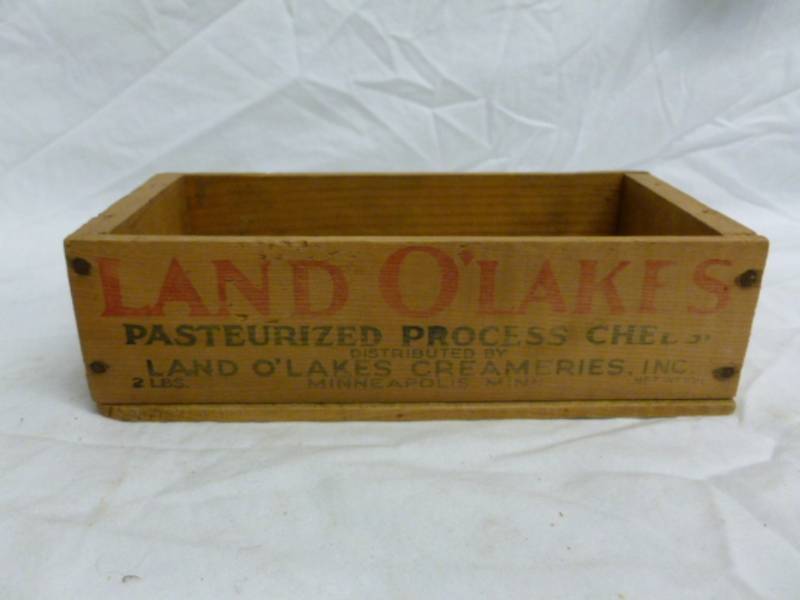 LAND O'LAKES
PASTEURIZED PROCESS
DISTRIBUTED BY
LAND O'LAKES CREAMERIES, INC.
2 LBS. MINNEAPOLIS MINN